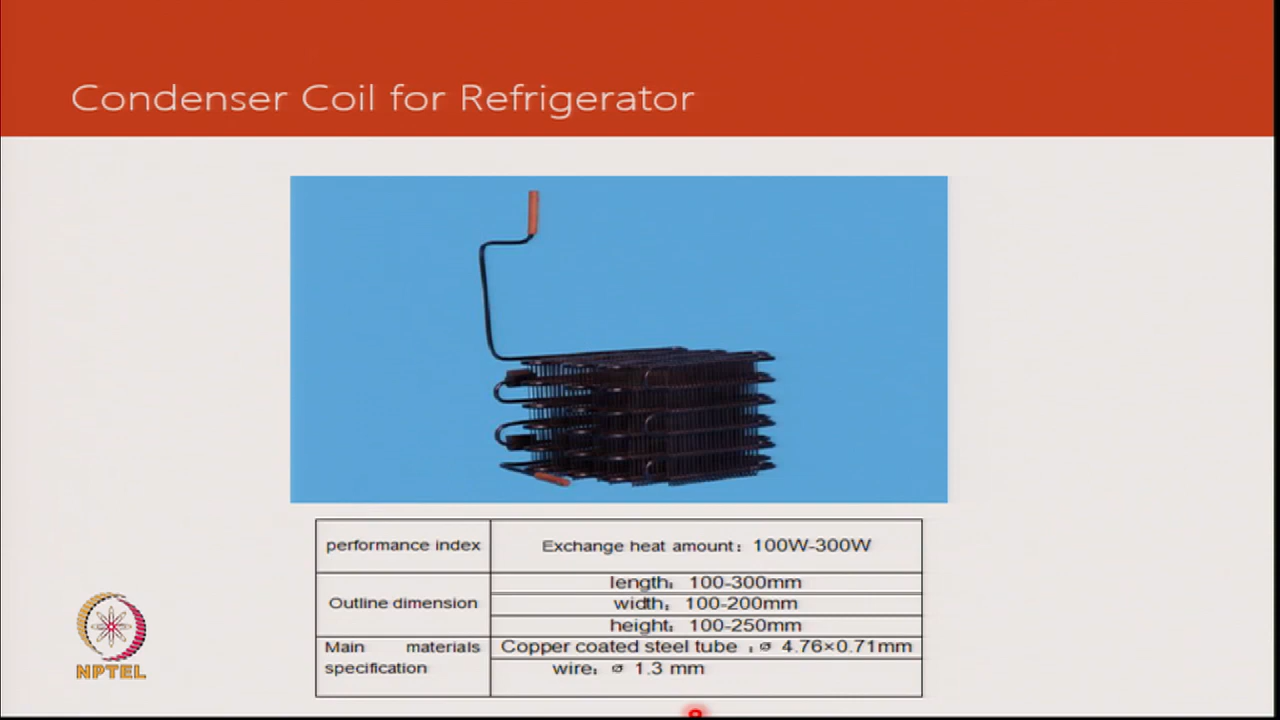 Condenser Coil for Refrigerator
performance index
Exchange heat amount: 100W-300W
Outline dimension
length: 100-300mm
width: 100-200mm
height: 100-250mm
Main materials
specification
Copper coated steel tube : ø 4.76×0.71mm
wire: ø 1.3 mm
NPTEL